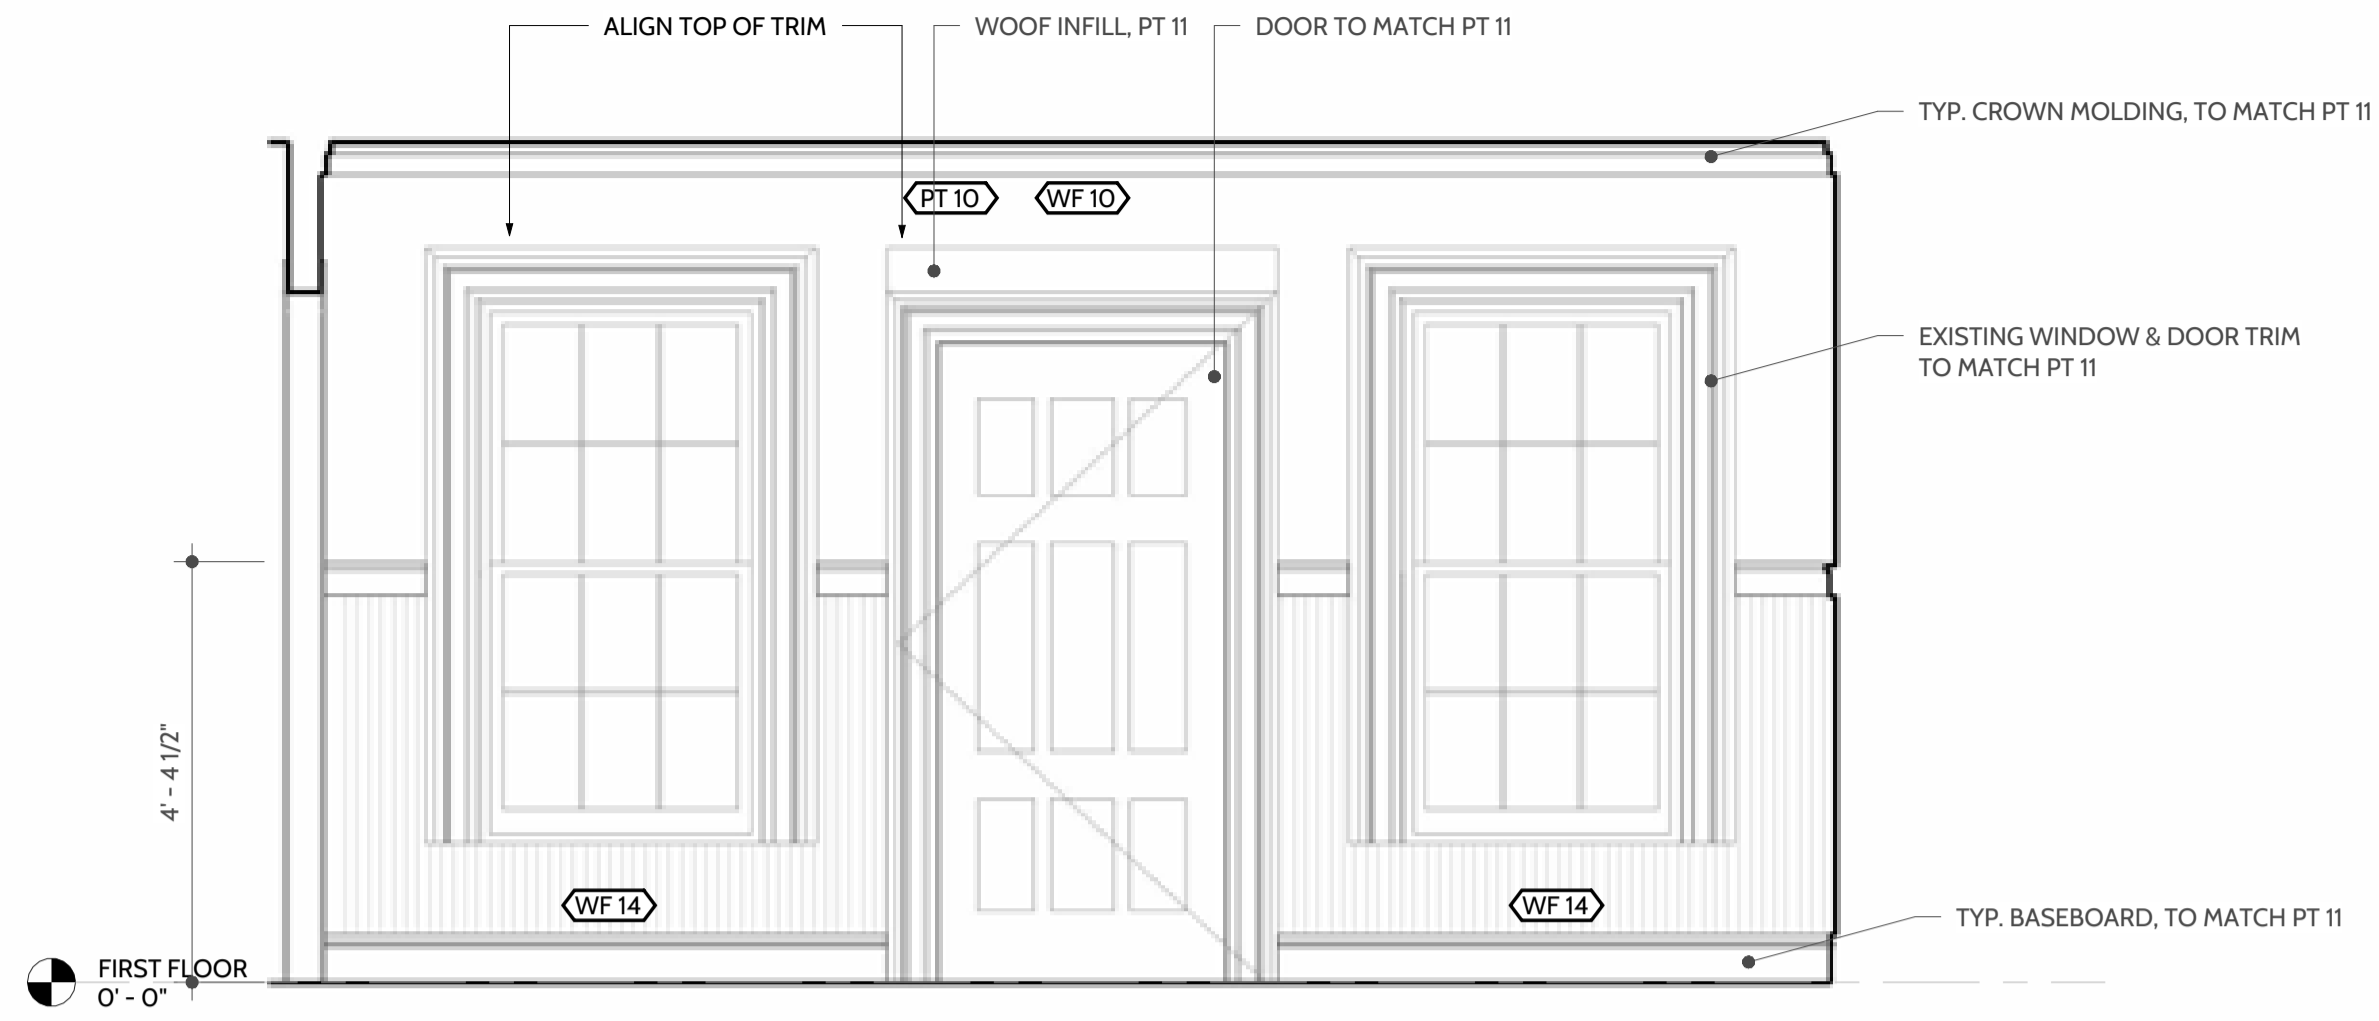 ALIGN TOP OF TRIM
WOOF INFILL, PT 11
DOOR TO MATCH PT 11
TYP. CROWN MOLDING, TO MATCH PT 11
PT 10
WF 10
EXISTING WINDOW & DOOR TRIM
TO MATCH PT 11
4' - 4 1/2"
WF 14
WF 14
TYP. BASEBOARD, TO MATCH PT 11
FIRST FLOOR
0' - 0"